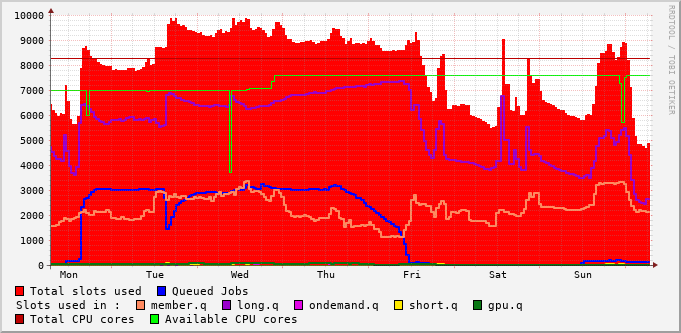 10000
9000
8000
7000
6000
5000
4000
3000
2000
1000
0
Mon Tue Wed Thu Fri Sat Sun
Total slots used Queued Jobs
Slots used in : member.q long.q ondemand.q short.q gpu.q
Total CPU cores Available CPU cores
RRDTOOL / TOBI OETIKER